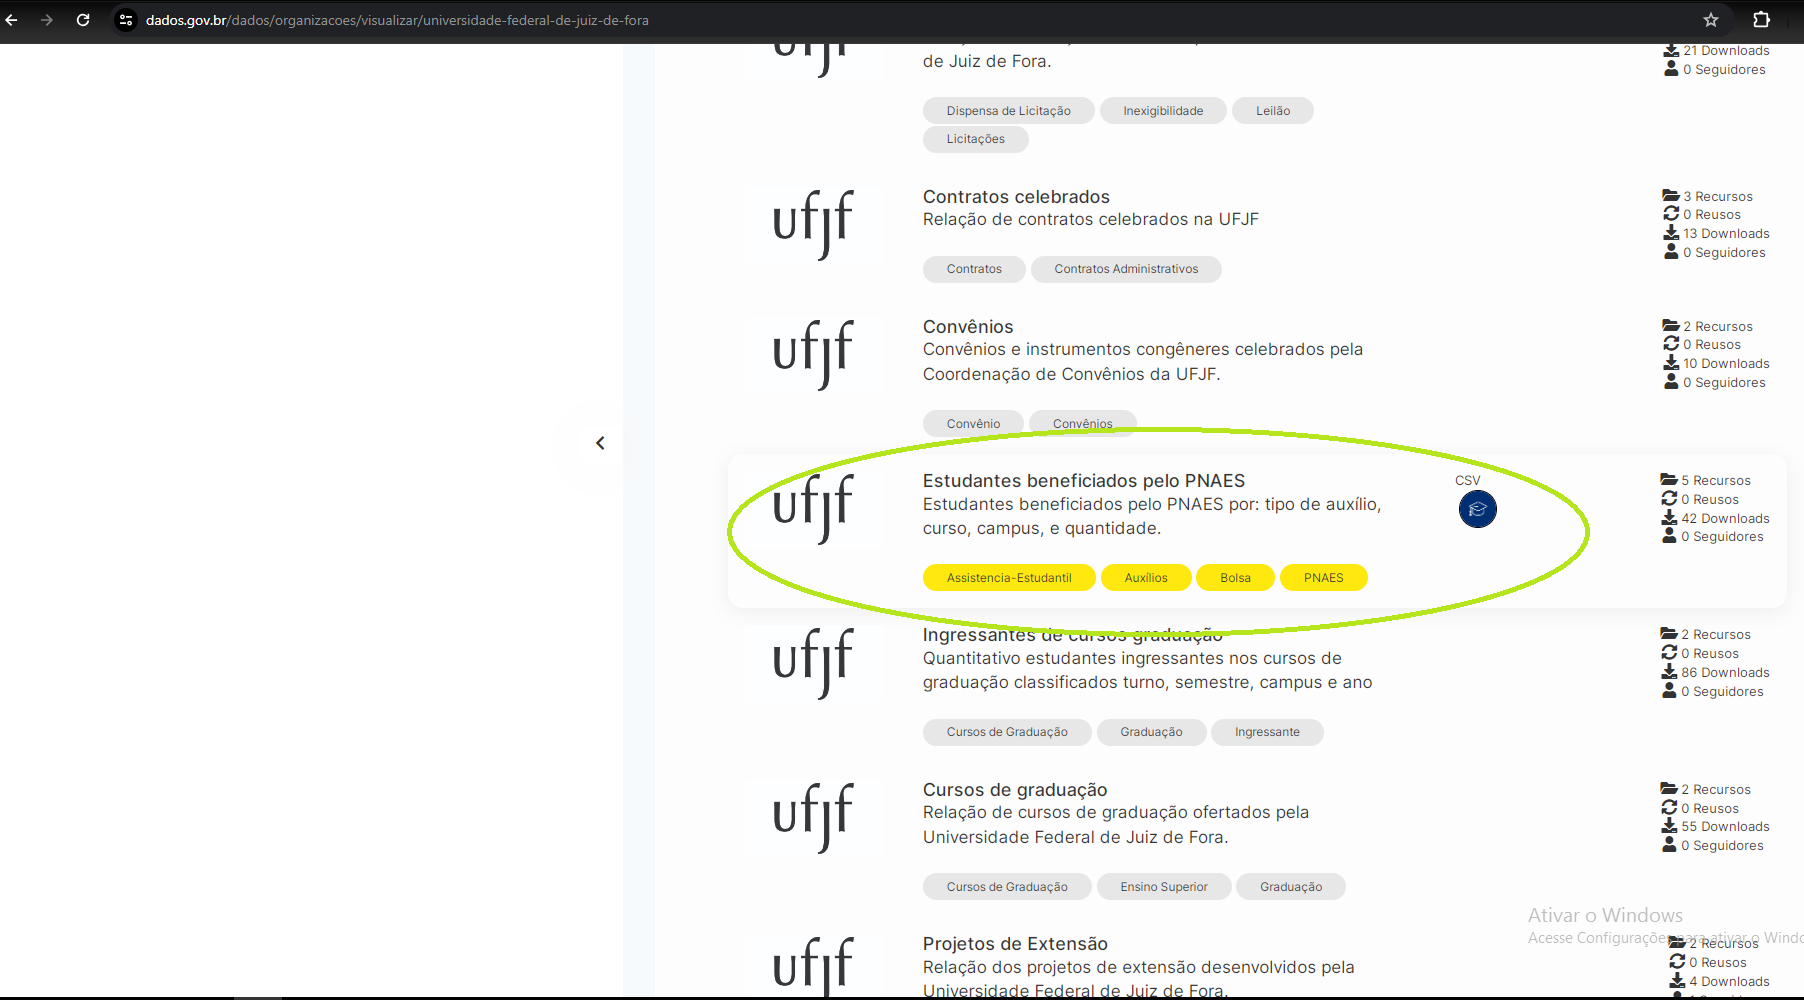 dados.gov.br/dados/organizacoes/visualizar/universidade-federal-de-juiz-de-fora
ufjf
de Juiz de Fora.
21 Downloads
0 Seguidores
Dispensa de Licitação Inexigibilidade Leilão
Licitações
ufjf
Contratos celebrados
Relação de contratos celebrados na UFJF
Contratos Contratos Administrativos
3 Recursos
0 Reusos
13 Downloads
0 Seguidores
ufjf
Convênios
Convênios e instrumentos congêneres celebrados pela
Coordenação de Convênios da UFJF.
Convênio Convênios
2 Recursos
0 Reusos
10 Downloads
0 Seguidores
ufjf
Estudantes beneficiados pelo PNAES
Estudantes beneficiados pelo PNAES por: tipo de auxílio,
curso, campus, e quantidade.
Assistencia-Estudantil Auxílios Bolsa PNAES
CSV
5 Recursos
0 Reusos
42 Downloads
0 Seguidores
ufjf
Ingressantes de cursos graduação
Quantitativo estudantes ingressantes nos cursos de
graduação classificados turno, semestre, campus e ano
Cursos de Graduação Graduação Ingressante
2 Recursos
0 Reusos
86 Downloads
0 Seguidores
ufjf
Cursos de graduação
Relação de cursos de graduação ofertados pela
Universidade Federal de Juiz de Fora.
Cursos de Graduação Ensino Superior Graduação
2 Recursos
0 Reusos
55 Downloads
0 Seguidores
ufjf
Projetos de Extensão
Relação dos projetos de extensão desenvolvidos pela
Universidade Federal de Juiz de Fora.
2 Recursos
0 Reusos
4 Downloads
Ativar o Windows
Acesse Configurações para ativar o Windo